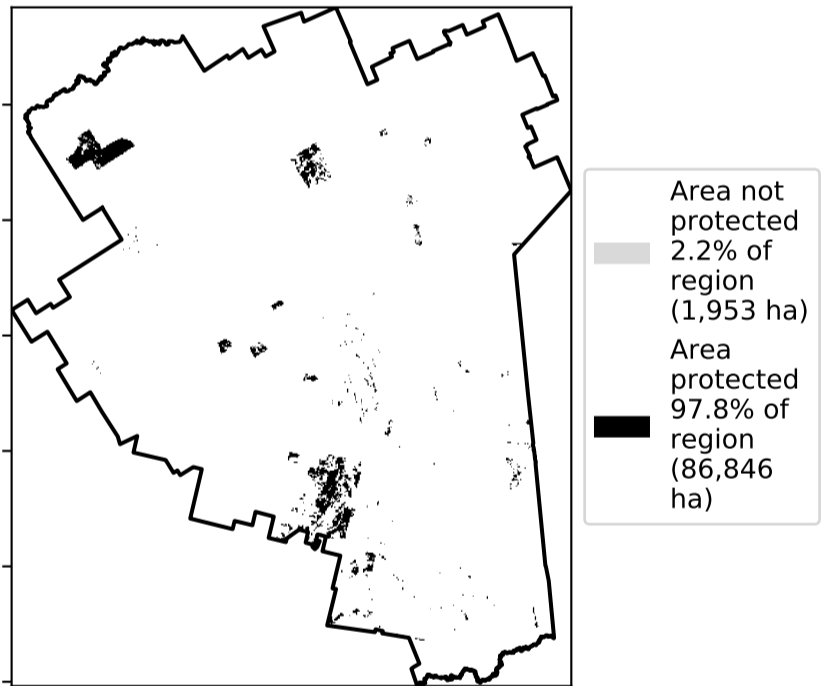 Area not
protected
2.2% of
region
(1,953 ha)
Area
protected
97.8% of
region
(86,846
ha)